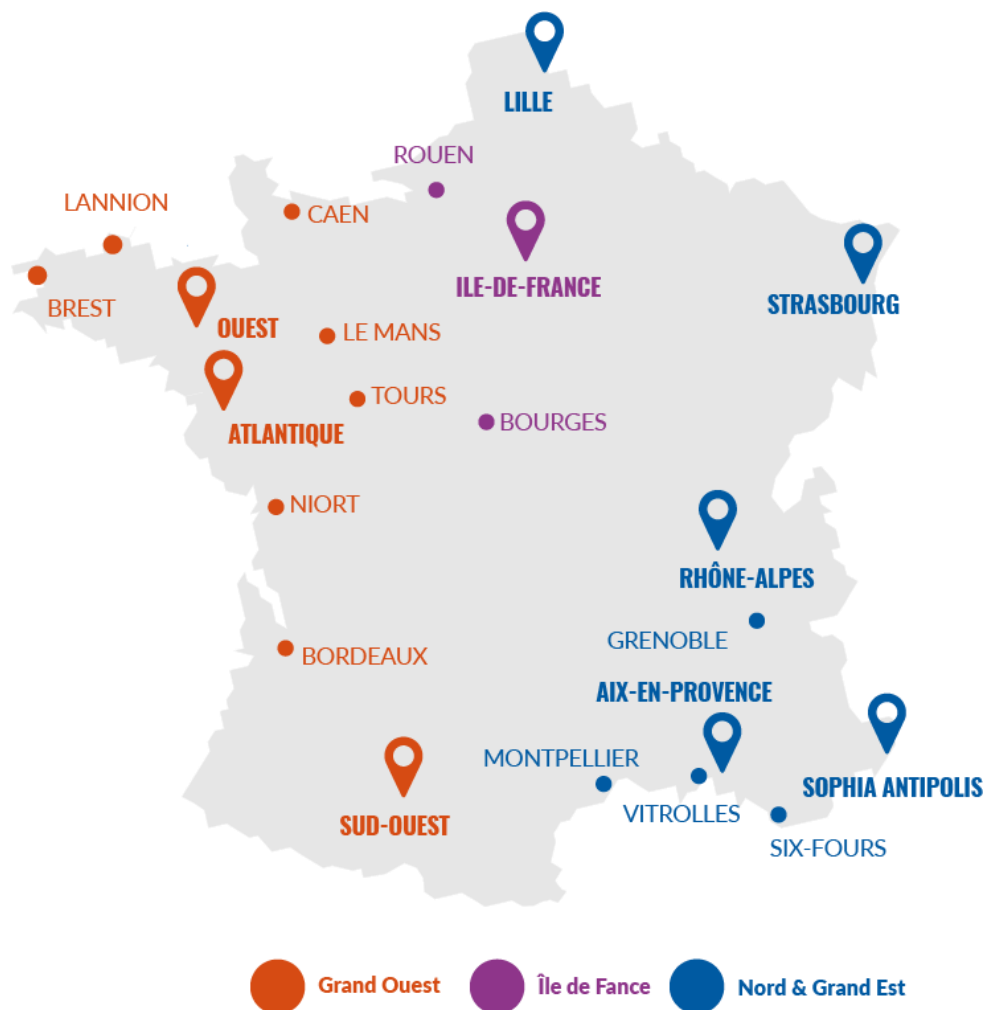 LILLE
ROUEN
LANNION
CAEN
ILE-DE-FRANCE
STRASBOURG
BREST
OUEST
LE MANS
TOURS
BOURGES
ATLANTIQUE
NIORT
RHÔNE-ALPES
GRENOBLE
BORDEAUX
AIX-EN-PROVENCE
MONTPELLIER
SOPHIA ANTIPOLIS
VITROLLES
SUD-OUEST
SIX-FOURS
Grand Ouest
Île de Fance
Nord & Grand Est